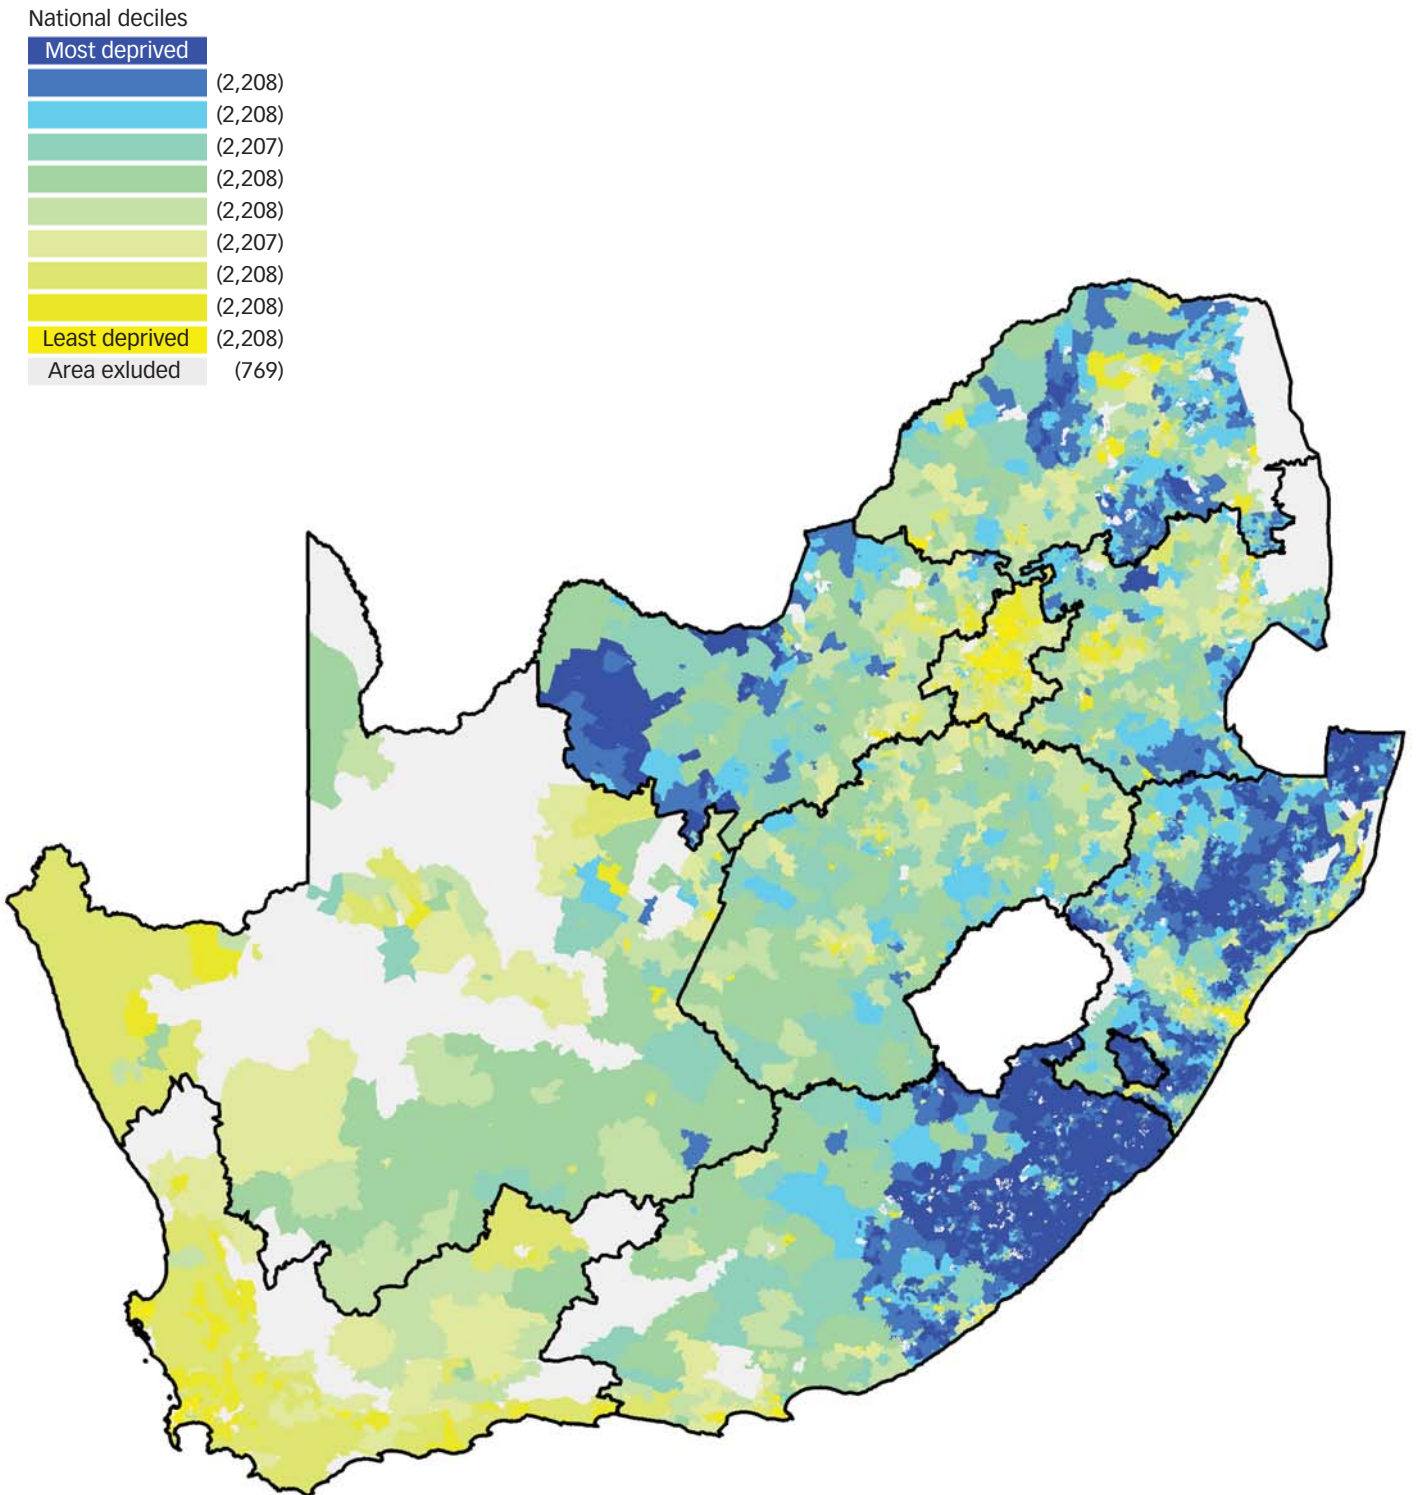 National deciles
Most deprived
(2,208)
(2,208)
(2,207)
(2,208)
(2,208)
(2,207)
(2,208)
(2,208)
Least deprived (2,208)
Area exluded (769)